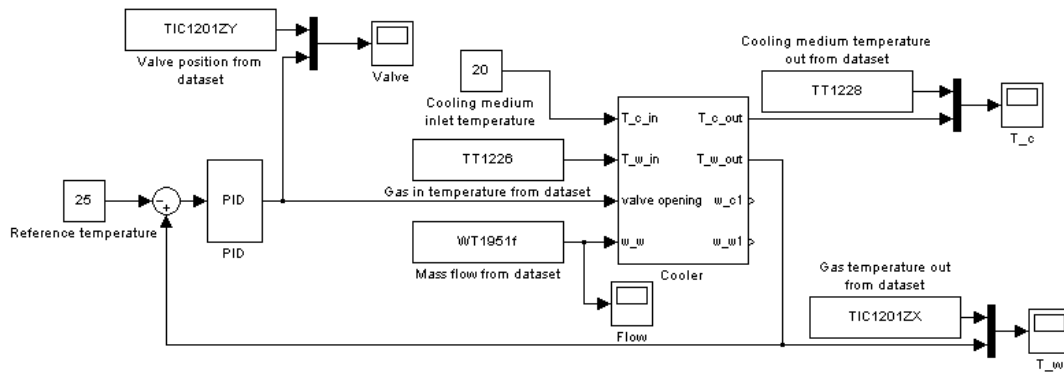 TIC1201ZY
Valve position from
dataset
Valve
20
Cooling medium
inlet temperature
Cooling medium temperature
out from dataset
TT1228
T_c
T_c_in
T_c_out
TT1226
T_w_in
T_w_out
Gas in temperature from dataset
25
Reference temperature
-
+
PID
PID
valve opening
w_c1
WT1951f
w_w
w_w1
Mass flow from dataset
Cooler
Flow
Gas temperature out
from dataset
TIC1201ZX
T_w